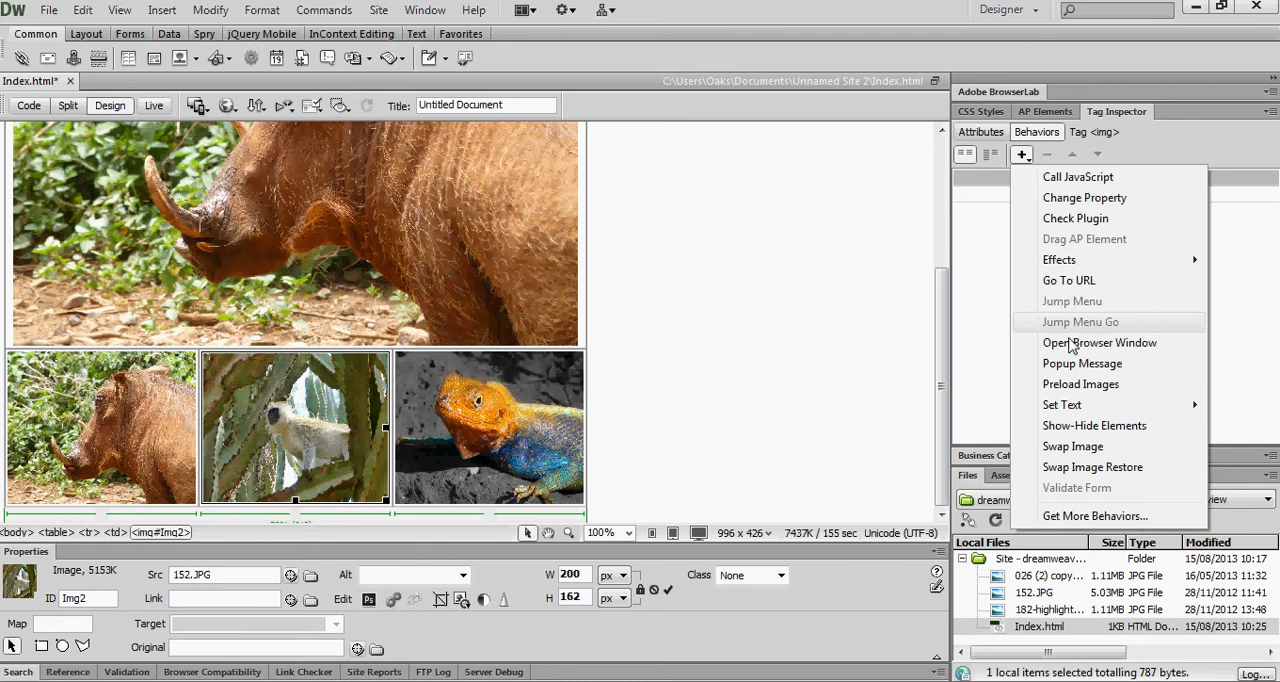 Dw File Edit View Insert Modify Format Commands Site Window Help Designer
Common Layout Forms Data Spry jQuery Mobile InContext Editing Text Favorites
Index.html* C:\Users\Oaks\Documents\Unnamed Site 2\Index.html
Code Split Design Live Title: Untitled Document
Adobe BrowserLab
CSS Styles AP Elements Tag Inspector
Attributes Behaviors Tag <img>
Call JavaScript
Change Property
Check Plugin
Drag AP Element
Effects
Go To URL
Jump Menu
Jump Menu Go
Open Browser Window
Popup Message
Preload Images
Set Text
Show-Hide Elements
Swap Image
Swap Image Restore
Validate Form
Get More Behaviors...
Business Cat
Files Ass
dreamw view
<body> <table> <tr> <td> <img#Img2> 100% 996 x 426 7437K / 155 sec Unicode (UTF-8)
Local Files Size Type Modified
Site - dreamweav... Folder 15/08/2013 10:17
026 (2) copy... 1.11MB JPG File 16/05/2013 11:32
152.JPG 5.03MB JPG File 28/11/2012 11:41
182-highlight... 1.11MB JPG File 28/11/2012 13:48
Index.html 1KB HTML Do... 15/08/2013 10:25
Properties
Image, 5153K Src 152.JPG Alt W 200 px Class None
ID Img2 Link Edit Ps H 162 px
Map Target
Original
Search Reference Validation Browser Compatibility Link Checker Site Reports FTP Log Server Debug
1 local items selected totalling 787 bytes. Log...